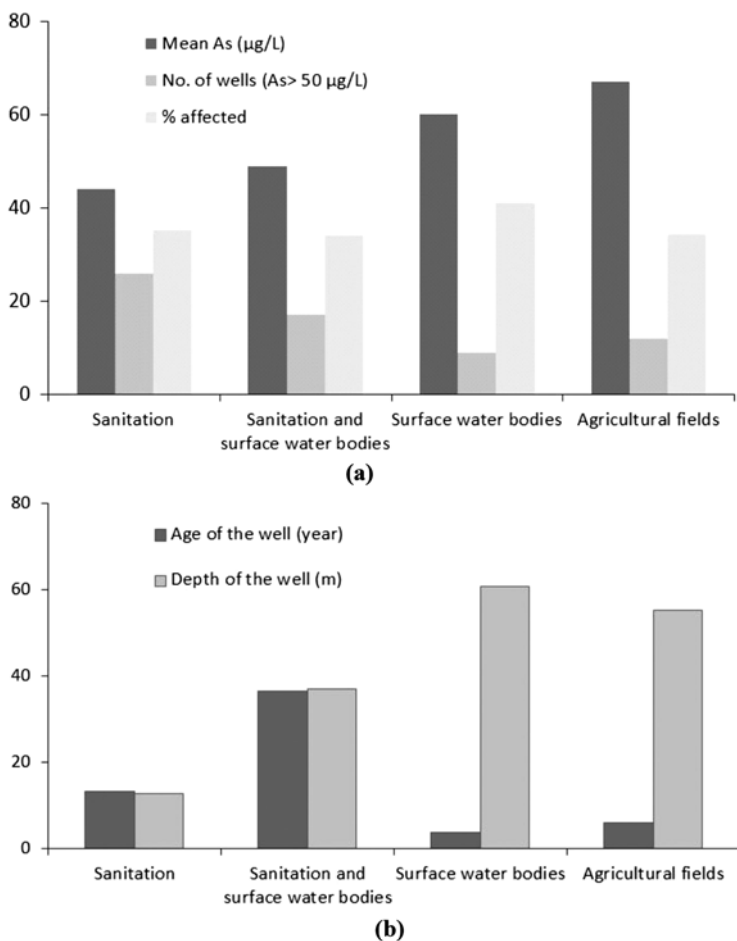 80
Mean As (µg/L)
No. of wells (As> 50 µg/L)
60
% affected
40
20
0
Sanitation
Sanitation and
surface water bodies
Surface water bodies
Agricultural fields
(a)
80
Age of the well (year)
Depth of the well (m)
60
40
20
0
Sanitation
Sanitation and
surface water bodies
Surface water bodies
Agricultural fields
(b)